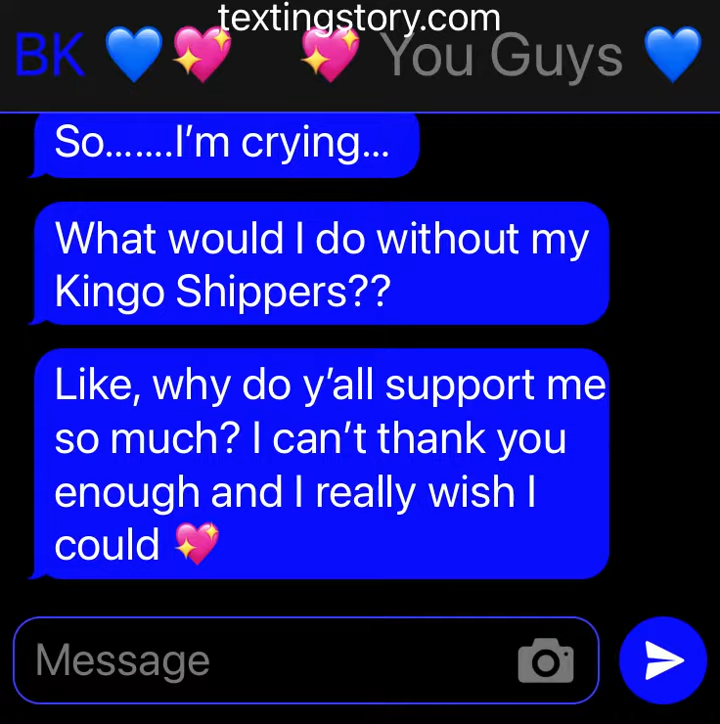 textingstory.com
BK 💙💖 💖 You Guys 💙
So.......I'm crying...
What would I do without my
Kingo Shippers??
Like, why do y'all support me
so much? I can't thank you
enough and I really wish I
could 💖
Message